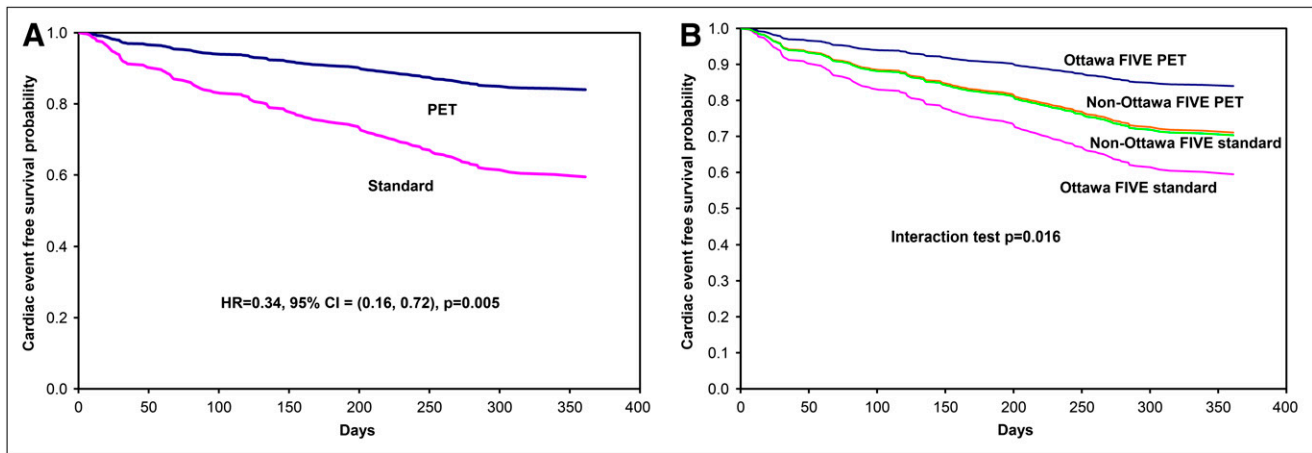 A
Cardiac event free survival probability
1.0
0.8
0.6
0.4
0.2
0.0
PET
Standard
HR=0.34, 95% CI = (0.16, 0.72), p=0.005
0 50 100 150 200 250 300 350 400
Days
B
Cardiac event free survival probability
1.0
0.9
0.8
0.7
0.6
0.5
0.4
0.3
0.2
0.1
0.0
Ottawa FIVE PET
Non-Ottawa FIVE PET
Non-Ottawa FIVE standard
Ottawa FIVE standard
Interaction test p=0.016
0 50 100 150 200 250 300 350 400
Days